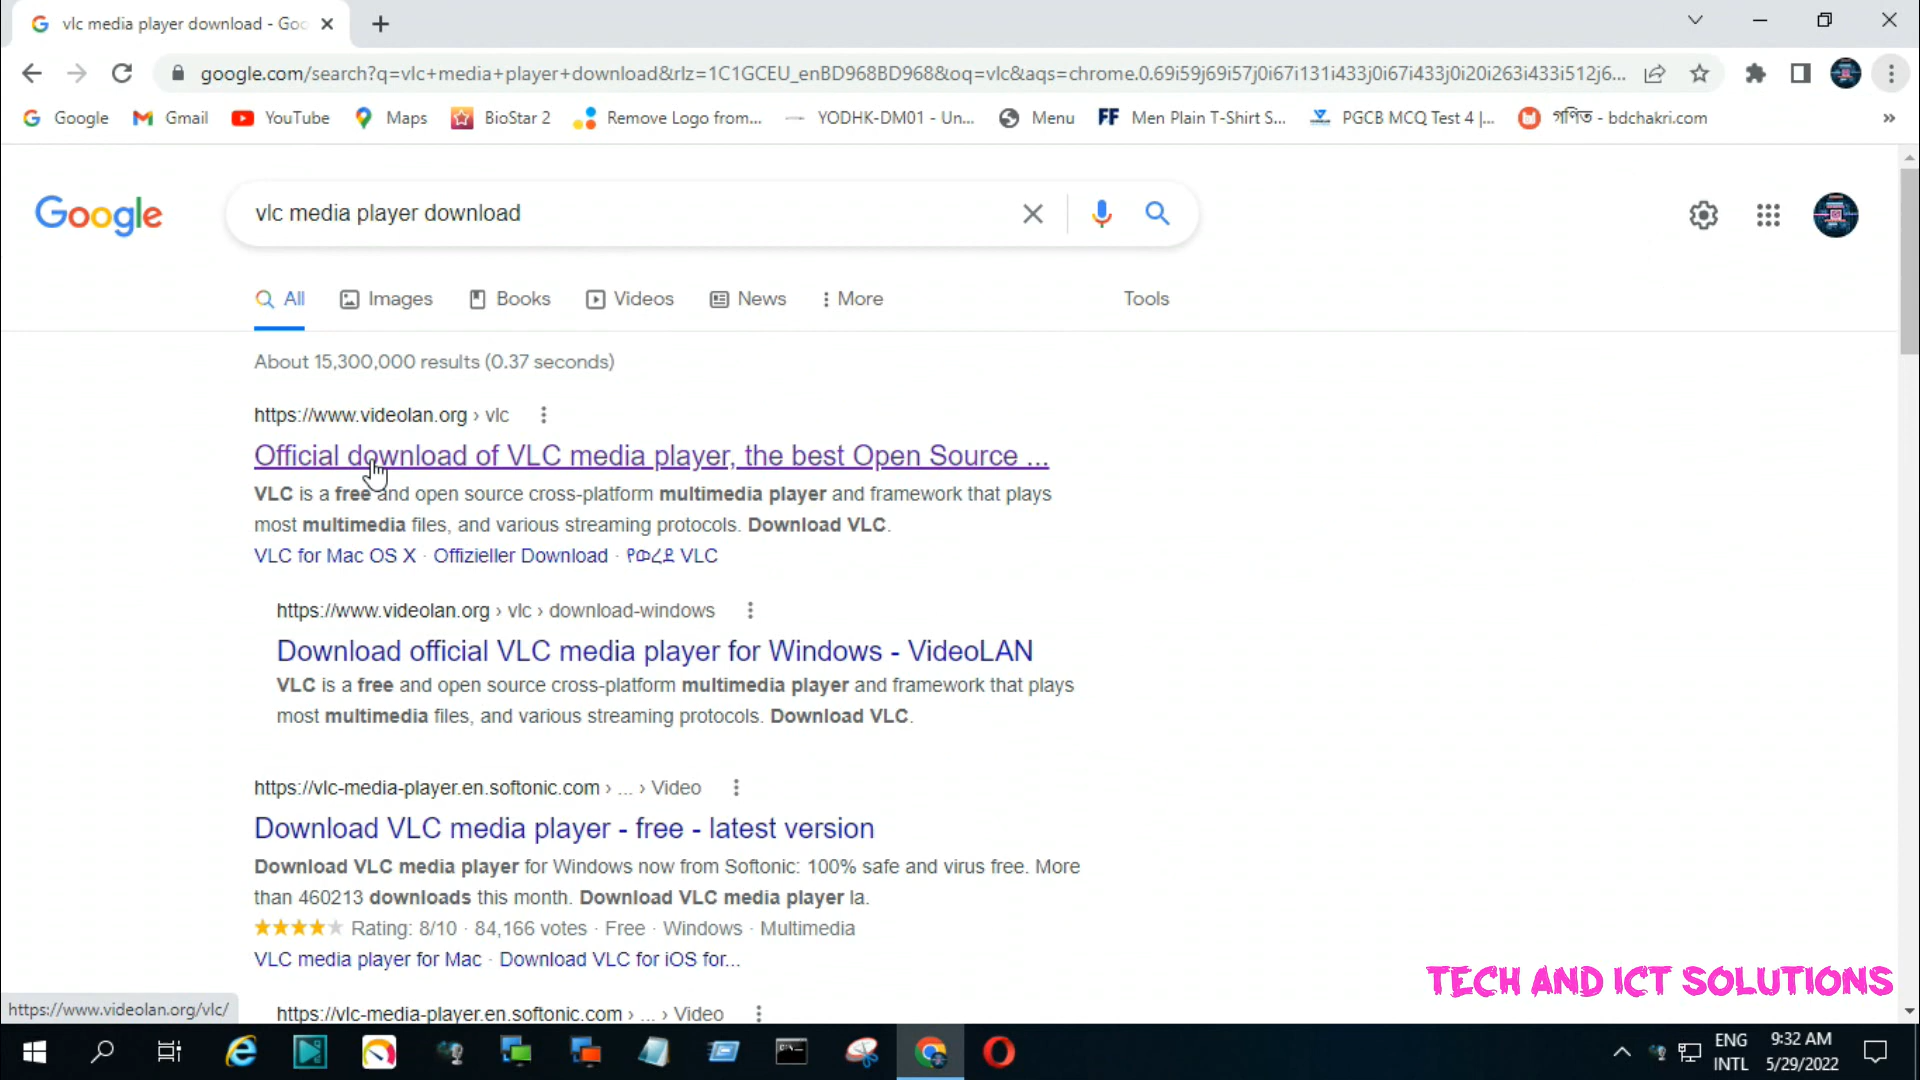 vlc media player download - Goo
google.com/search?q=vlc+media+player+download&rlz=1C1GCEU_enBD968BD968&oq=vlc&aqs=chrome.0.69i59j69i57j0i67i131i433j0i67i433j0i20i263i433i512j6...
Google Gmail YouTube Maps BioStar 2 Remove Logo from... YODHK-DM01 - Un... Menu FF Men Plain T-Shirt S... PGCB MCQ Test 4 |... গণিত - bdchakri.com »
Google vlc media player download
All Images Books Videos News More Tools
About 15,300,000 results (0.37 seconds)
https://www.videolan.org › vlc
Official download of VLC media player, the best Open Source ...
VLC is a free and open source cross-platform multimedia player and framework that plays
most multimedia files, and various streaming protocols. Download VLC.
VLC for Mac OS X · Offizieller Download · የወረደ VLC
https://www.videolan.org › vlc › download-windows
Download official VLC media player for Windows - VideoLAN
VLC is a free and open source cross-platform multimedia player and framework that plays
most multimedia files, and various streaming protocols. Download VLC.
https://vlc-media-player.en.softonic.com › ... › Video
Download VLC media player - free - latest version
Download VLC media player for Windows now from Softonic: 100% safe and virus free. More
than 460213 downloads this month. Download VLC media player la.
Rating: 8/10 · 84,166 votes · Free · Windows · Multimedia
VLC media player for Mac · Download VLC for iOS for...
TECH AND ICT SOLUTIONS
https://www.videolan.org/vlc/
https://vlc-media-player.en.softonic.com › ... › Video
ENG 9:32 AM
INTL 5/29/2022